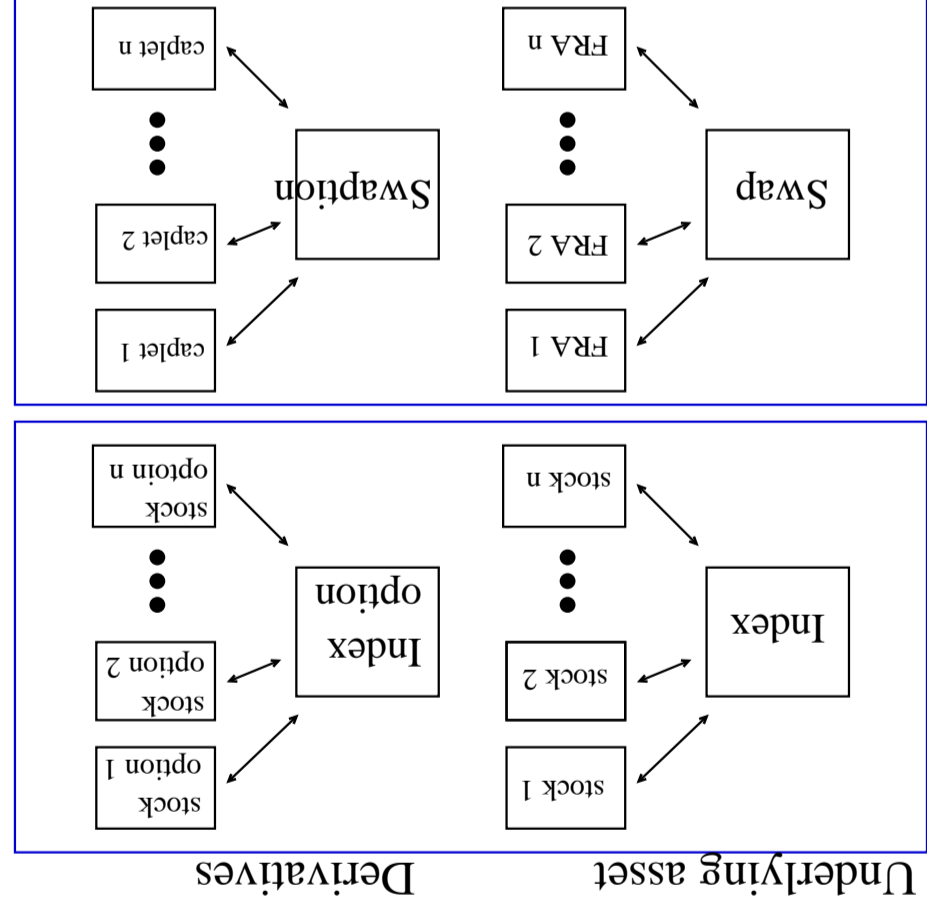 Underlying asset
Derivatives
Index
stock 1
stock 2
stock n
Index
option
stock
option 1
stock
option 2
stock
optoin n
Swap
FRA 1
FRA 2
FRA n
Swaption
caplet 1
caplet 2
caplet n